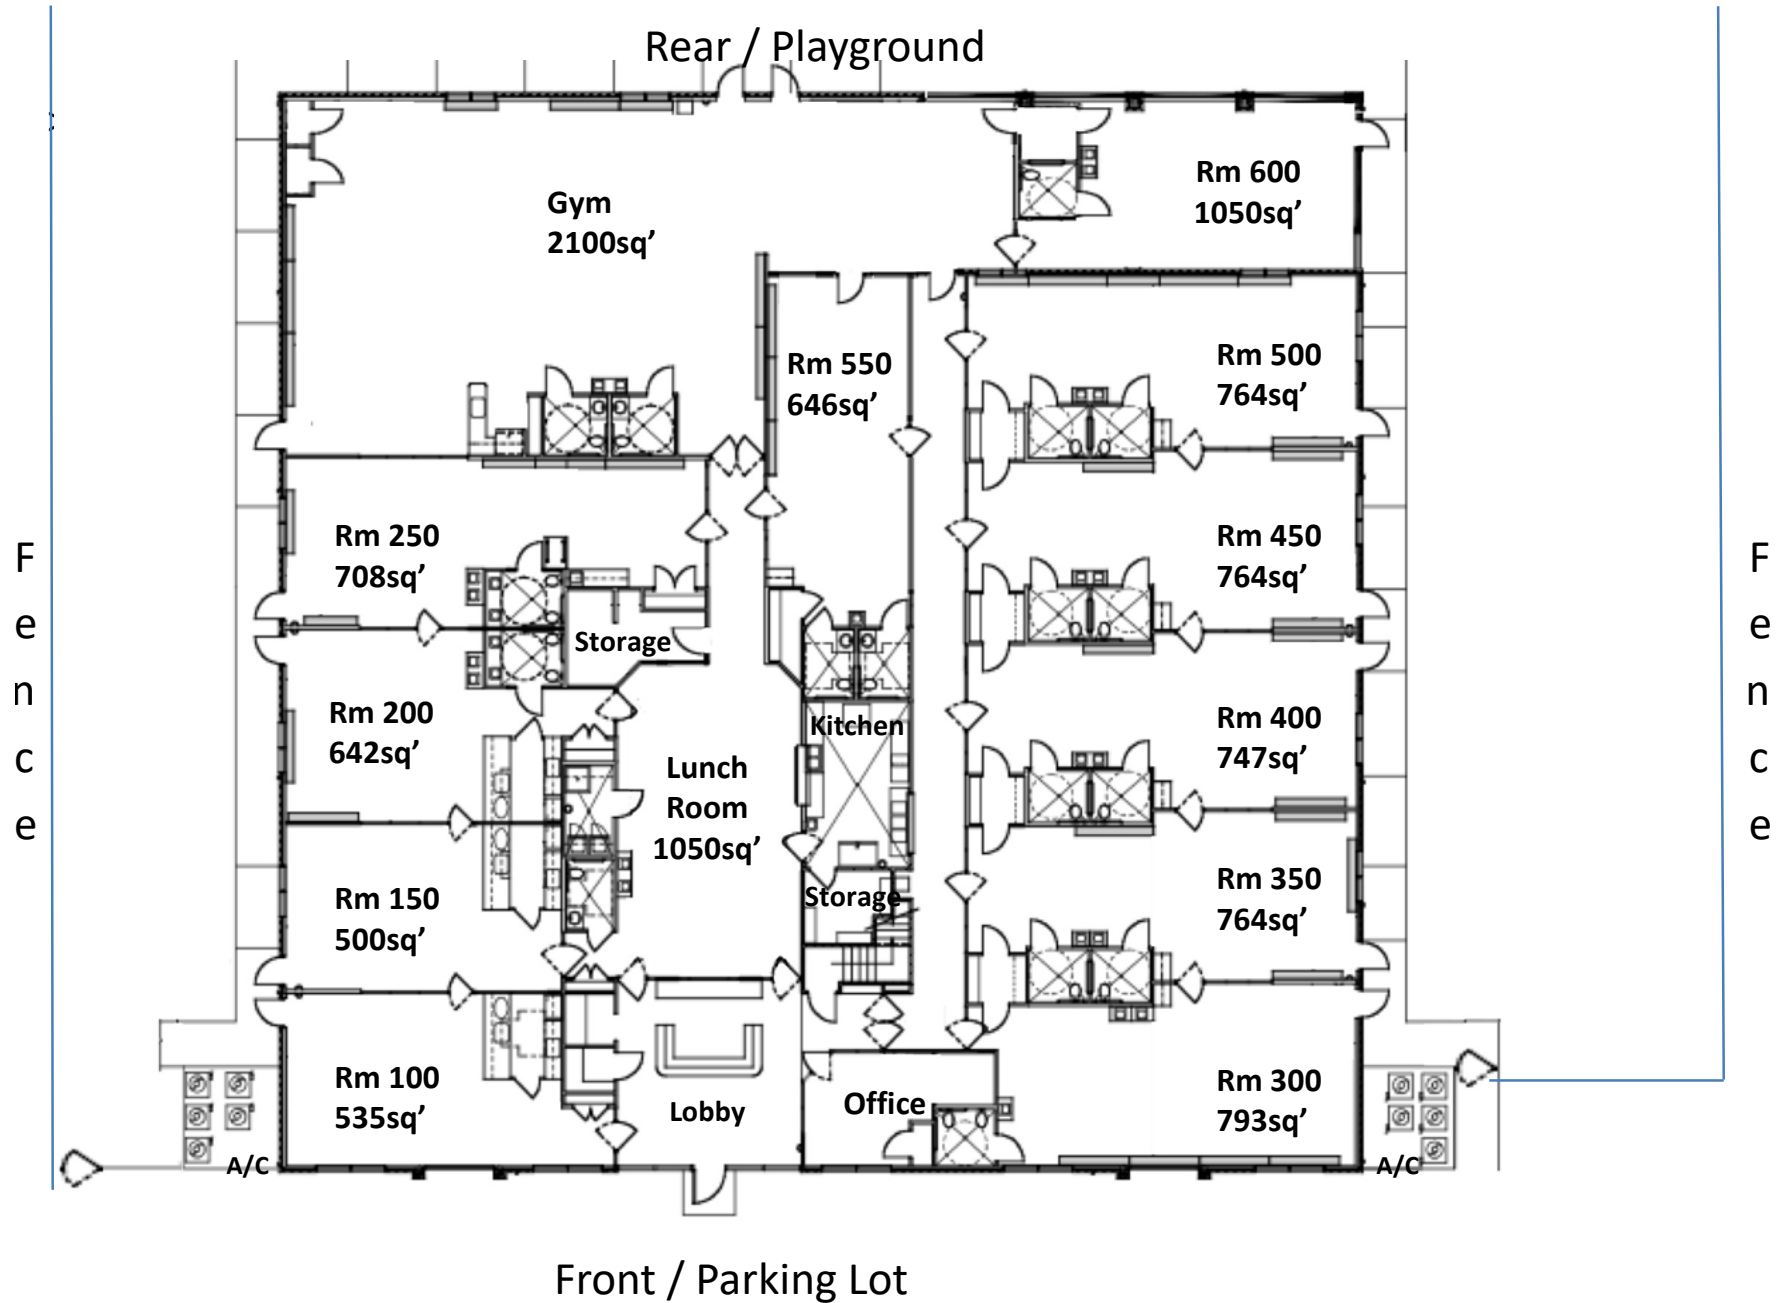 Rear / Playground
Rm 600
1050sq’
Gym
2100sq’
Rm 550
646sq’
Rm 500
764sq’
Rm 250
708sq’
Rm 450
764sq’
F
e
n
c
e
F
e
n
c
e
Storage
Rm 200
642sq’
Kitchen
Rm 400
747sq’
Lunch
Room
1050sq’
Rm 150
500sq’
Storage
Rm 350
764sq’
Rm 100
535sq’
Lobby
Office
Rm 300
793sq’
A/C
A/C
Front / Parking Lot